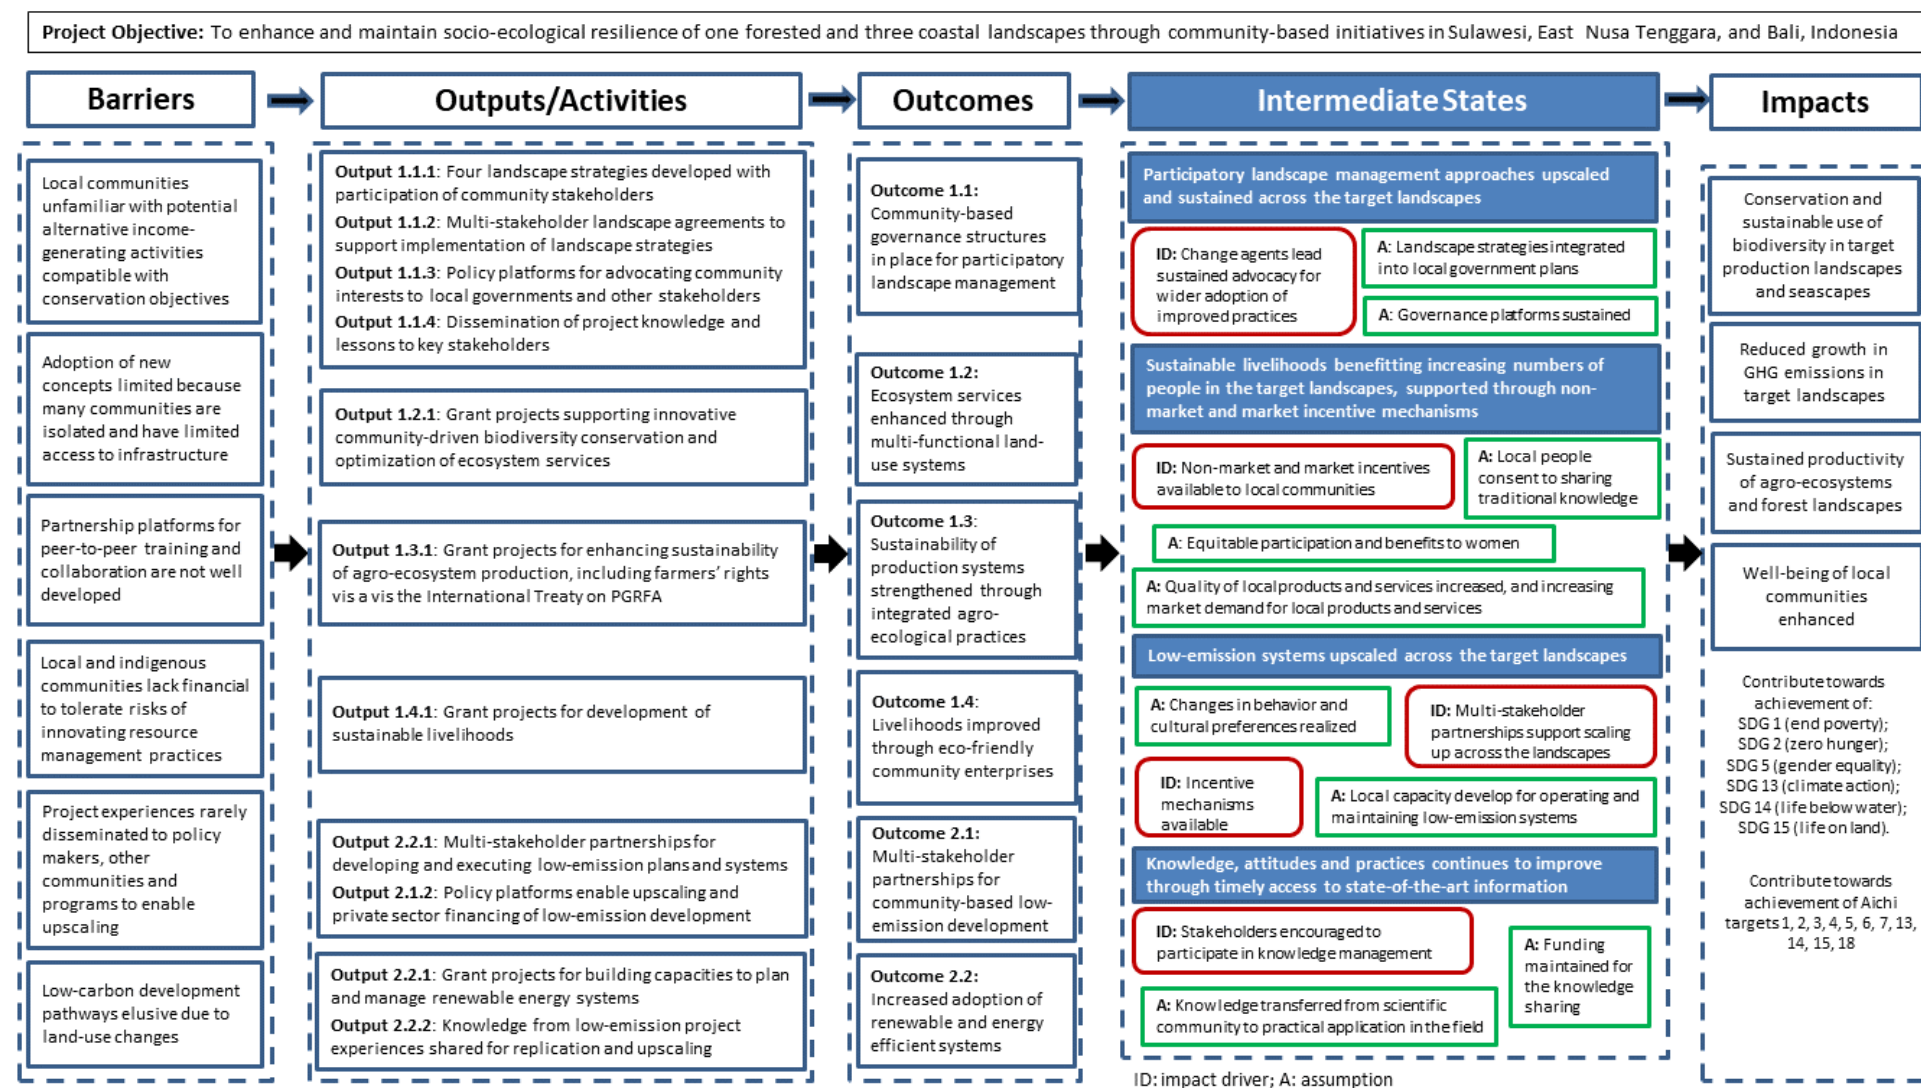 Project Objective: To enhance and maintain socio-ecological resilience of one forested and three coastal landscapes through community-based initiatives in Sulawesi, East Nusa Tenggara, and Bali, Indonesia
Barriers
Outputs/Activities
Outcomes
Intermediate States
Impacts
Local communities
unfamiliar with potential
alternative income-
generating activities
compatible with
conservation objectives
Adoption of new
concepts limited because
many communities are
isolated and have limited
access to infrastructure
Partnership platforms for
peer-to-peer training and
collaboration are not well
developed
Local and indigenous
communities lack financial
to tolerate risks of
innovating resource
management practices
Project experiences rarely
disseminated to policy
makers, other
communities and
programs to enable
upscaling
Low-carbon development
pathways elusive due to
land-use changes
Output 1.1.1: Four landscape strategies developed with
participation of community stakeholders
Output 1.1.2: Multi-stakeholder landscape agreements to
support implementation of landscape strategies
Output 1.1.3: Policy platforms for advocating community
interests to local governments and other stakeholders
Output 1.1.4: Dissemination of project knowledge and
lessons to key stakeholders
Output 1.2.1: Grant projects supporting innovative
community-driven biodiversity conservation and
optimization of ecosystem services
Output 1.3.1: Grant projects for enhancing sustainability
of agro-ecosystem production, including farmers' rights
vis a vis the International Treaty on PGRFA
Output 1.4.1: Grant projects for development of
sustainable livelihoods
Output 2.2.1: Multi-stakeholder partnerships for
developing and executing low-emission plans and systems
Output 2.1.2: Policy platforms enable upscaling and
private sector financing of low-emission development
Output 2.2.1: Grant projects for building capacities to plan
and manage renewable energy systems
Output 2.2.2: Knowledge from low-emission project
experiences shared for replication and upscaling
Outcome 1.1:
Community-based
governance structures
in place for participatory
landscape management
Outcome 1.2:
Ecosystem services
enhanced through
multi-functional land-
use systems
Outcome 1.3:
Sustainability of
production systems
strengthened through
integrated agro-
ecological practices
Outcome 1.4:
Livelihoods improved
through eco-friendly
community enterprises
Outcome 2.1:
Multi-stakeholder
partnerships for
community-based low-
emission development
Outcome 2.2:
Increased adoption of
renewable and energy
efficient systems
Participatory landscape management approaches upscaled
and sustained across the target landscapes
ID: Change agents lead
sustained advocacy for
wider adoption of
improved practices
A: Landscape strategies integrated
into local government plans
A: Governance platforms sustained
Sustainable livelihoods benefitting increasing numbers of
people in the target landscapes, supported through non-
market and market incentive mechanisms
ID: Non-market and market incentives
available to local communities
A: Local people
consent to sharing
traditional knowledge
A: Equitable participation and benefits to women
A: Quality of local products and services increased, and increasing
market demand for local products and services
Low-emission systems upscaled across the target landscapes
A: Changes in behavior and
cultural preferences realized
ID: Multi-stakeholder
partnerships support scaling
up across the landscapes
ID: Incentive
mechanisms
available
A: Local capacity develop for operating and
maintaining low-emission systems
Knowledge, attitudes and practices continues to improve
through timely access to state-of-the-art information
ID: Stakeholders encouraged to
participate in knowledge management
A: Funding
maintained for
the knowledge
sharing
A: Knowledge transferred from scientific
community to practical application in the field
ID: impact driver; A: assumption
Conservation and
sustainable use of
biodiversity in target
production landscapes
and seascapes
Reduced growth in
GHG emissions in
target landscapes
Sustained productivity
of agro-ecosystems
and forest landscapes
Well-being of local
communities
enhanced
Contribute towards
achievement of:
SDG 1 (end poverty);
SDG 2 (zero hunger);
SDG 5 (gender equality);
SDG 13 (climate action);
SDG 14 (life below water);
SDG 15 (life on land).
Contribute towards
achievement of Aichi
targets 1, 2, 3, 4, 5, 6, 7, 13,
14, 15, 18